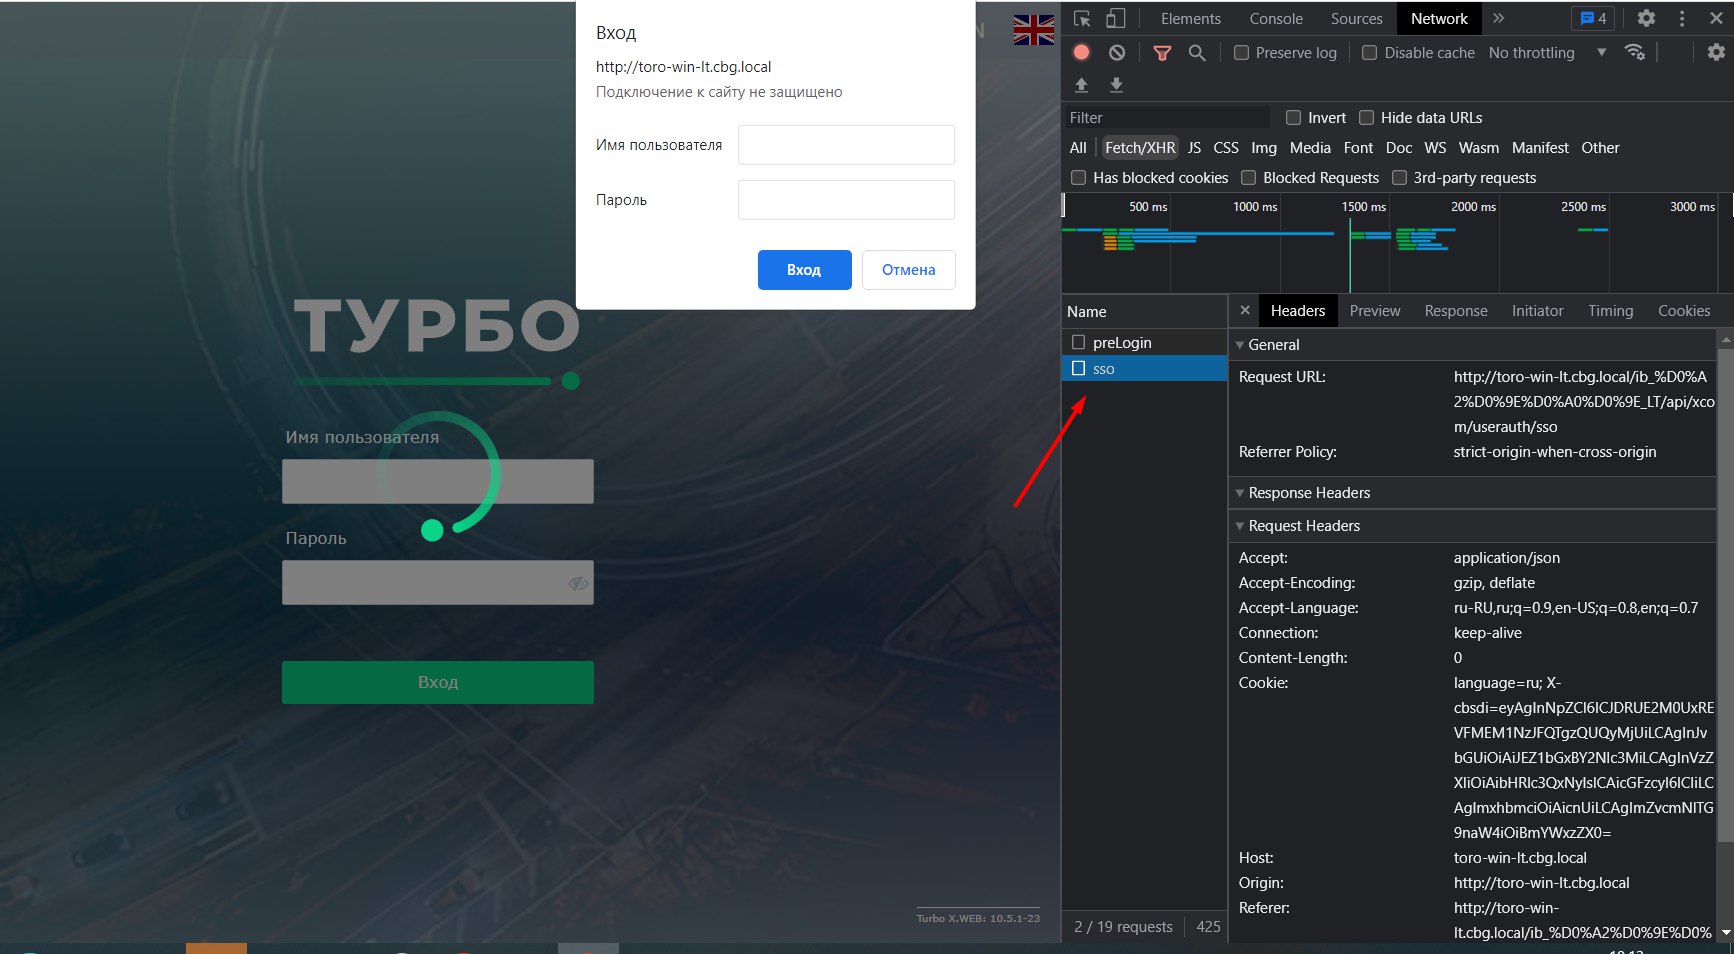 Вход
http://toro-win-lt.cbg.local
Подключение к сайту не защищено
Имя пользователя
Пароль
Вход
Отмена
N
ТУРБО
Имя пользователя
Пароль
Вход
Turbo X.WEB: 10.5.1-23
Elements Console Sources Network » 4
Preserve log Disable cache No throttling
Filter Invert Hide data URLs
All Fetch/XHR JS CSS Img Media Font Doc WS Wasm Manifest Other
Has blocked cookies Blocked Requests 3rd-party requests
500 ms 1000 ms 1500 ms 2000 ms 2500 ms 3000 ms
Name
preLogin
sso
2 / 19 requests 425
Headers Preview Response Initiator Timing Cookies
General
Request URL: http://toro-win-lt.cbg.local/ib_%D0%A
2%D0%9E%D0%A0%D0%9E_LT/api/xco
m/userauth/sso
Referrer Policy: strict-origin-when-cross-origin
Response Headers
Request Headers
Accept: application/json
Accept-Encoding: gzip, deflate
Accept-Language: ru-RU,ru;q=0.9,en-US;q=0.8,en;q=0.7
Connection: keep-alive
Content-Length: 0
Cookie: language=ru; X-
cbsdi=eyAgInNpZCI6ICJDRUE2M0UxRE
VFMEM1NzJFQTgzQUQyMjUiLCAgInJv
bGUiOiAiJEZ1bGxBY2Nlc3MiLCAgInVzZ
XIiOiAibHRlc3QxNyIsICAicGFzcyI6ICIiLC
AgImxhbmciOiAicnUiLCAgImZvcmNlTG
9naW4iOiBmYWxzZX0=
Host: toro-win-lt.cbg.local
Origin: http://toro-win-lt.cbg.local
Referer: http://toro-win-
lt.cbg.local/ib_%D0%A2%D0%9E%D0%